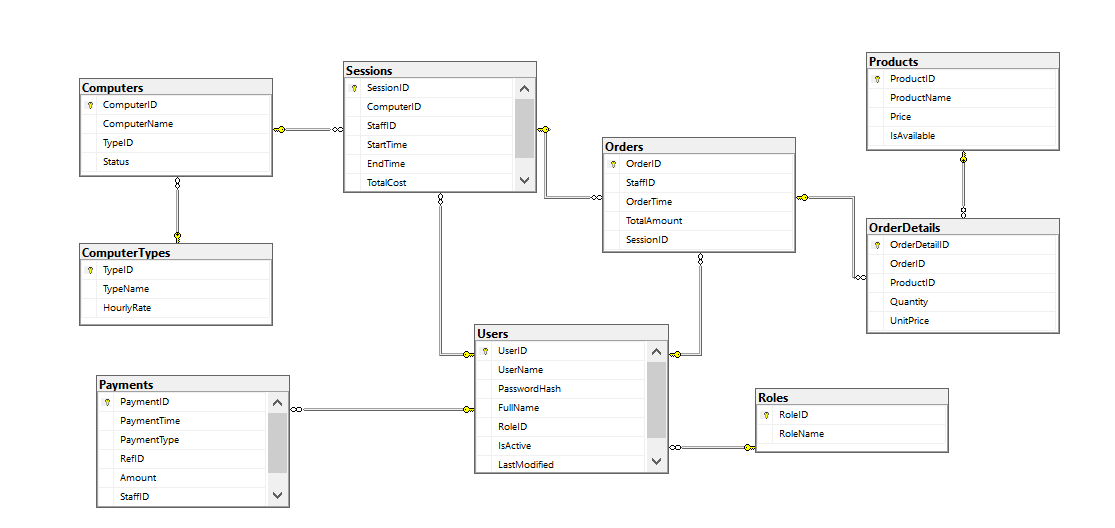 Computers
ComputerID
ComputerName
TypeID
Status
Sessions
SessionID
ComputerID
StaffID
StartTime
EndTime
TotalCost
Products
ProductID
ProductName
Price
IsAvailable
Orders
OrderID
StaffID
OrderTime
TotalAmount
SessionID
OrderDetails
OrderDetailID
OrderID
ProductID
Quantity
UnitPrice
ComputerTypes
TypeID
TypeName
HourlyRate
Users
UserID
UserName
PasswordHash
FullName
RoleID
IsActive
LastModified
Payments
PaymentID
PaymentTime
PaymentType
RefID
Amount
StaffID
Roles
RoleID
RoleName